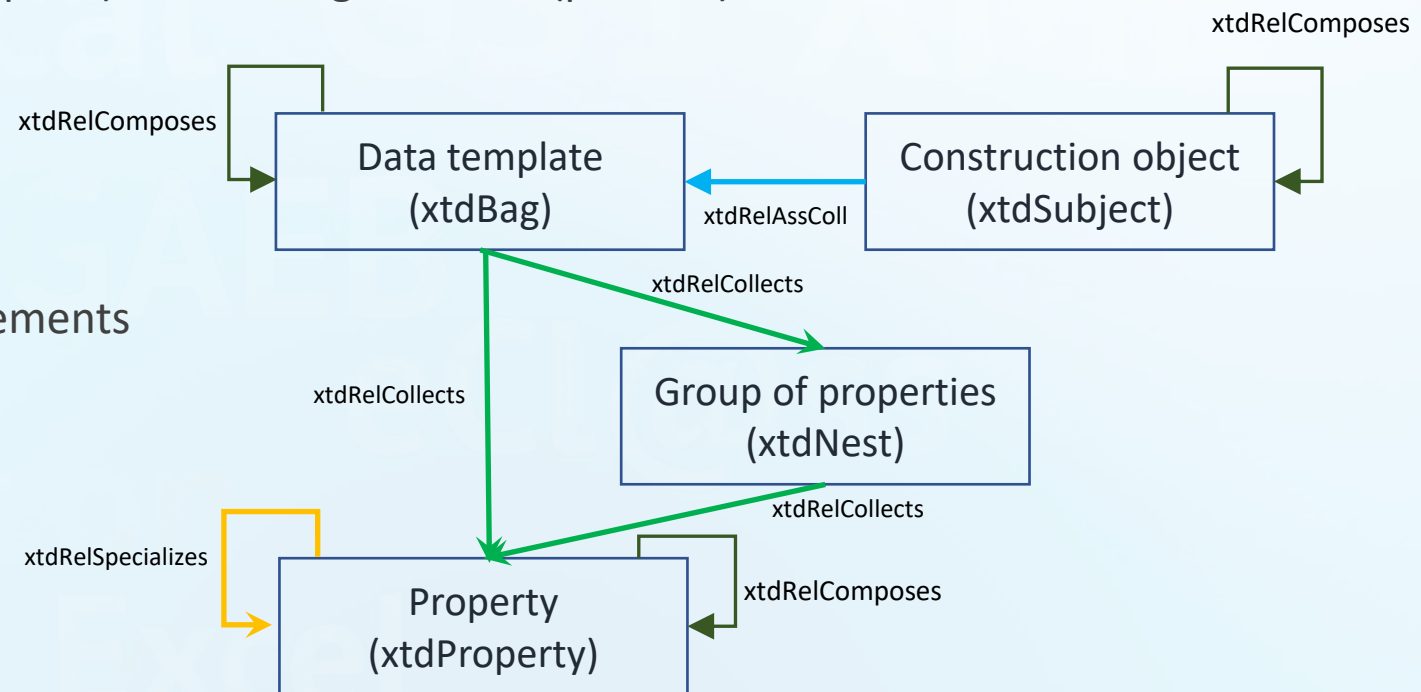 xtdRelComposes
xtdRelComposes
Data template
(xtdBag)
Construction object
(xtdSubject)
xtdRelAssColl
xtdRelCollects
ements
xtdRelCollects
Group of properties
(xtdNest)
xtdRelCollects
xtdRelSpecializes
xtdRelComposes
Property
(xtdProperty)